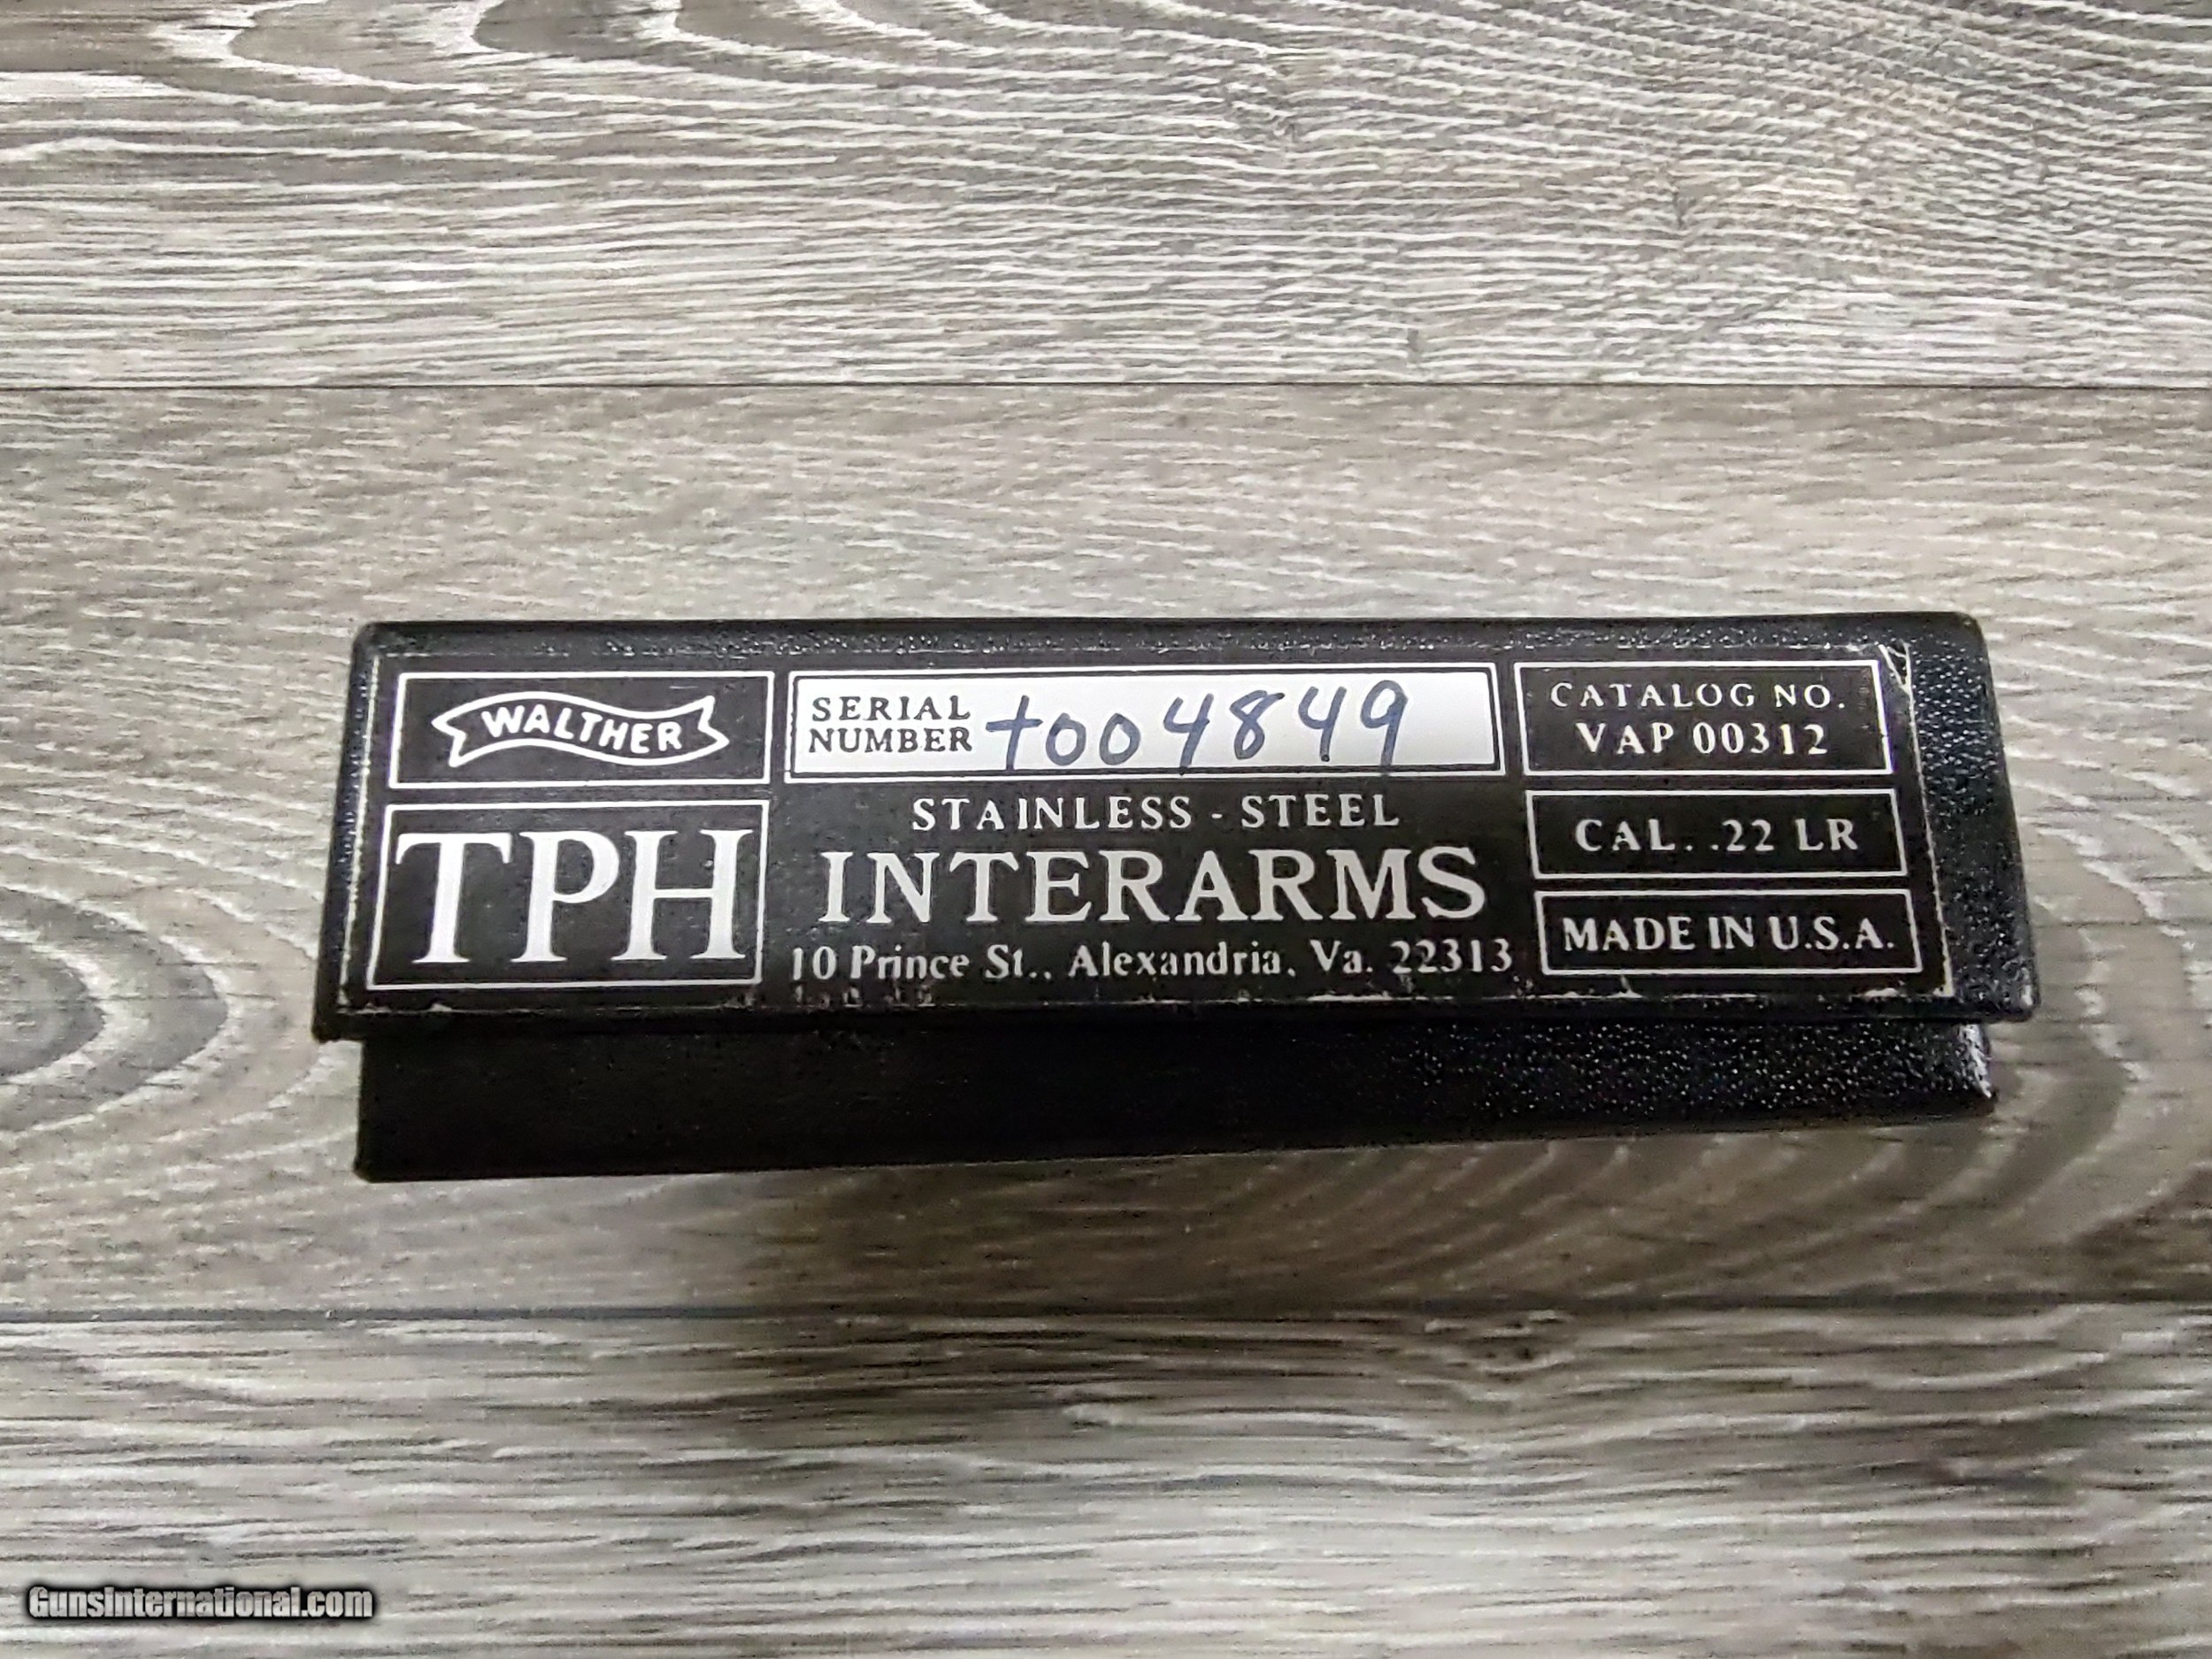 WALTHER
TPH
SERIAL
NUMBER
t004849
STAINLESS - STEEL
INTERARMS
10 Prince St., Alexandria, Va. 22313
CATALOG NO.
VAP 00312
CAL. .22 LR
MADE IN U.S.A.
GunsInternational.com